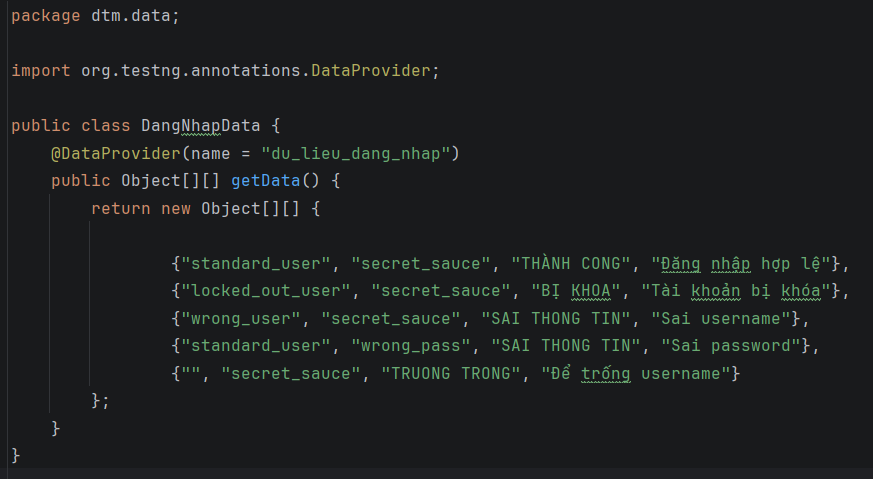 package dtm.data;
import org.testng.annotations.DataProvider;
public class DangNhapData {
@DataProvider(name = "du_lieu_dang_nhap")
public Object[][] getData() {
return new Object[][] {
{"standard_user", "secret_sauce", "THÀNH CONG", "Đăng nhập hợp lệ"},
{"locked_out_user", "secret_sauce", "BỊ KHOA", "Tài khoản bị khóa"},
{"wrong_user", "secret_sauce", "SAI THONG TIN", "Sai username"},
{"standard_user", "wrong_pass", "SAI THONG TIN", "Sai password"},
{"", "secret_sauce", "TRUONG TRONG", "Để trống username"}
};
}
}